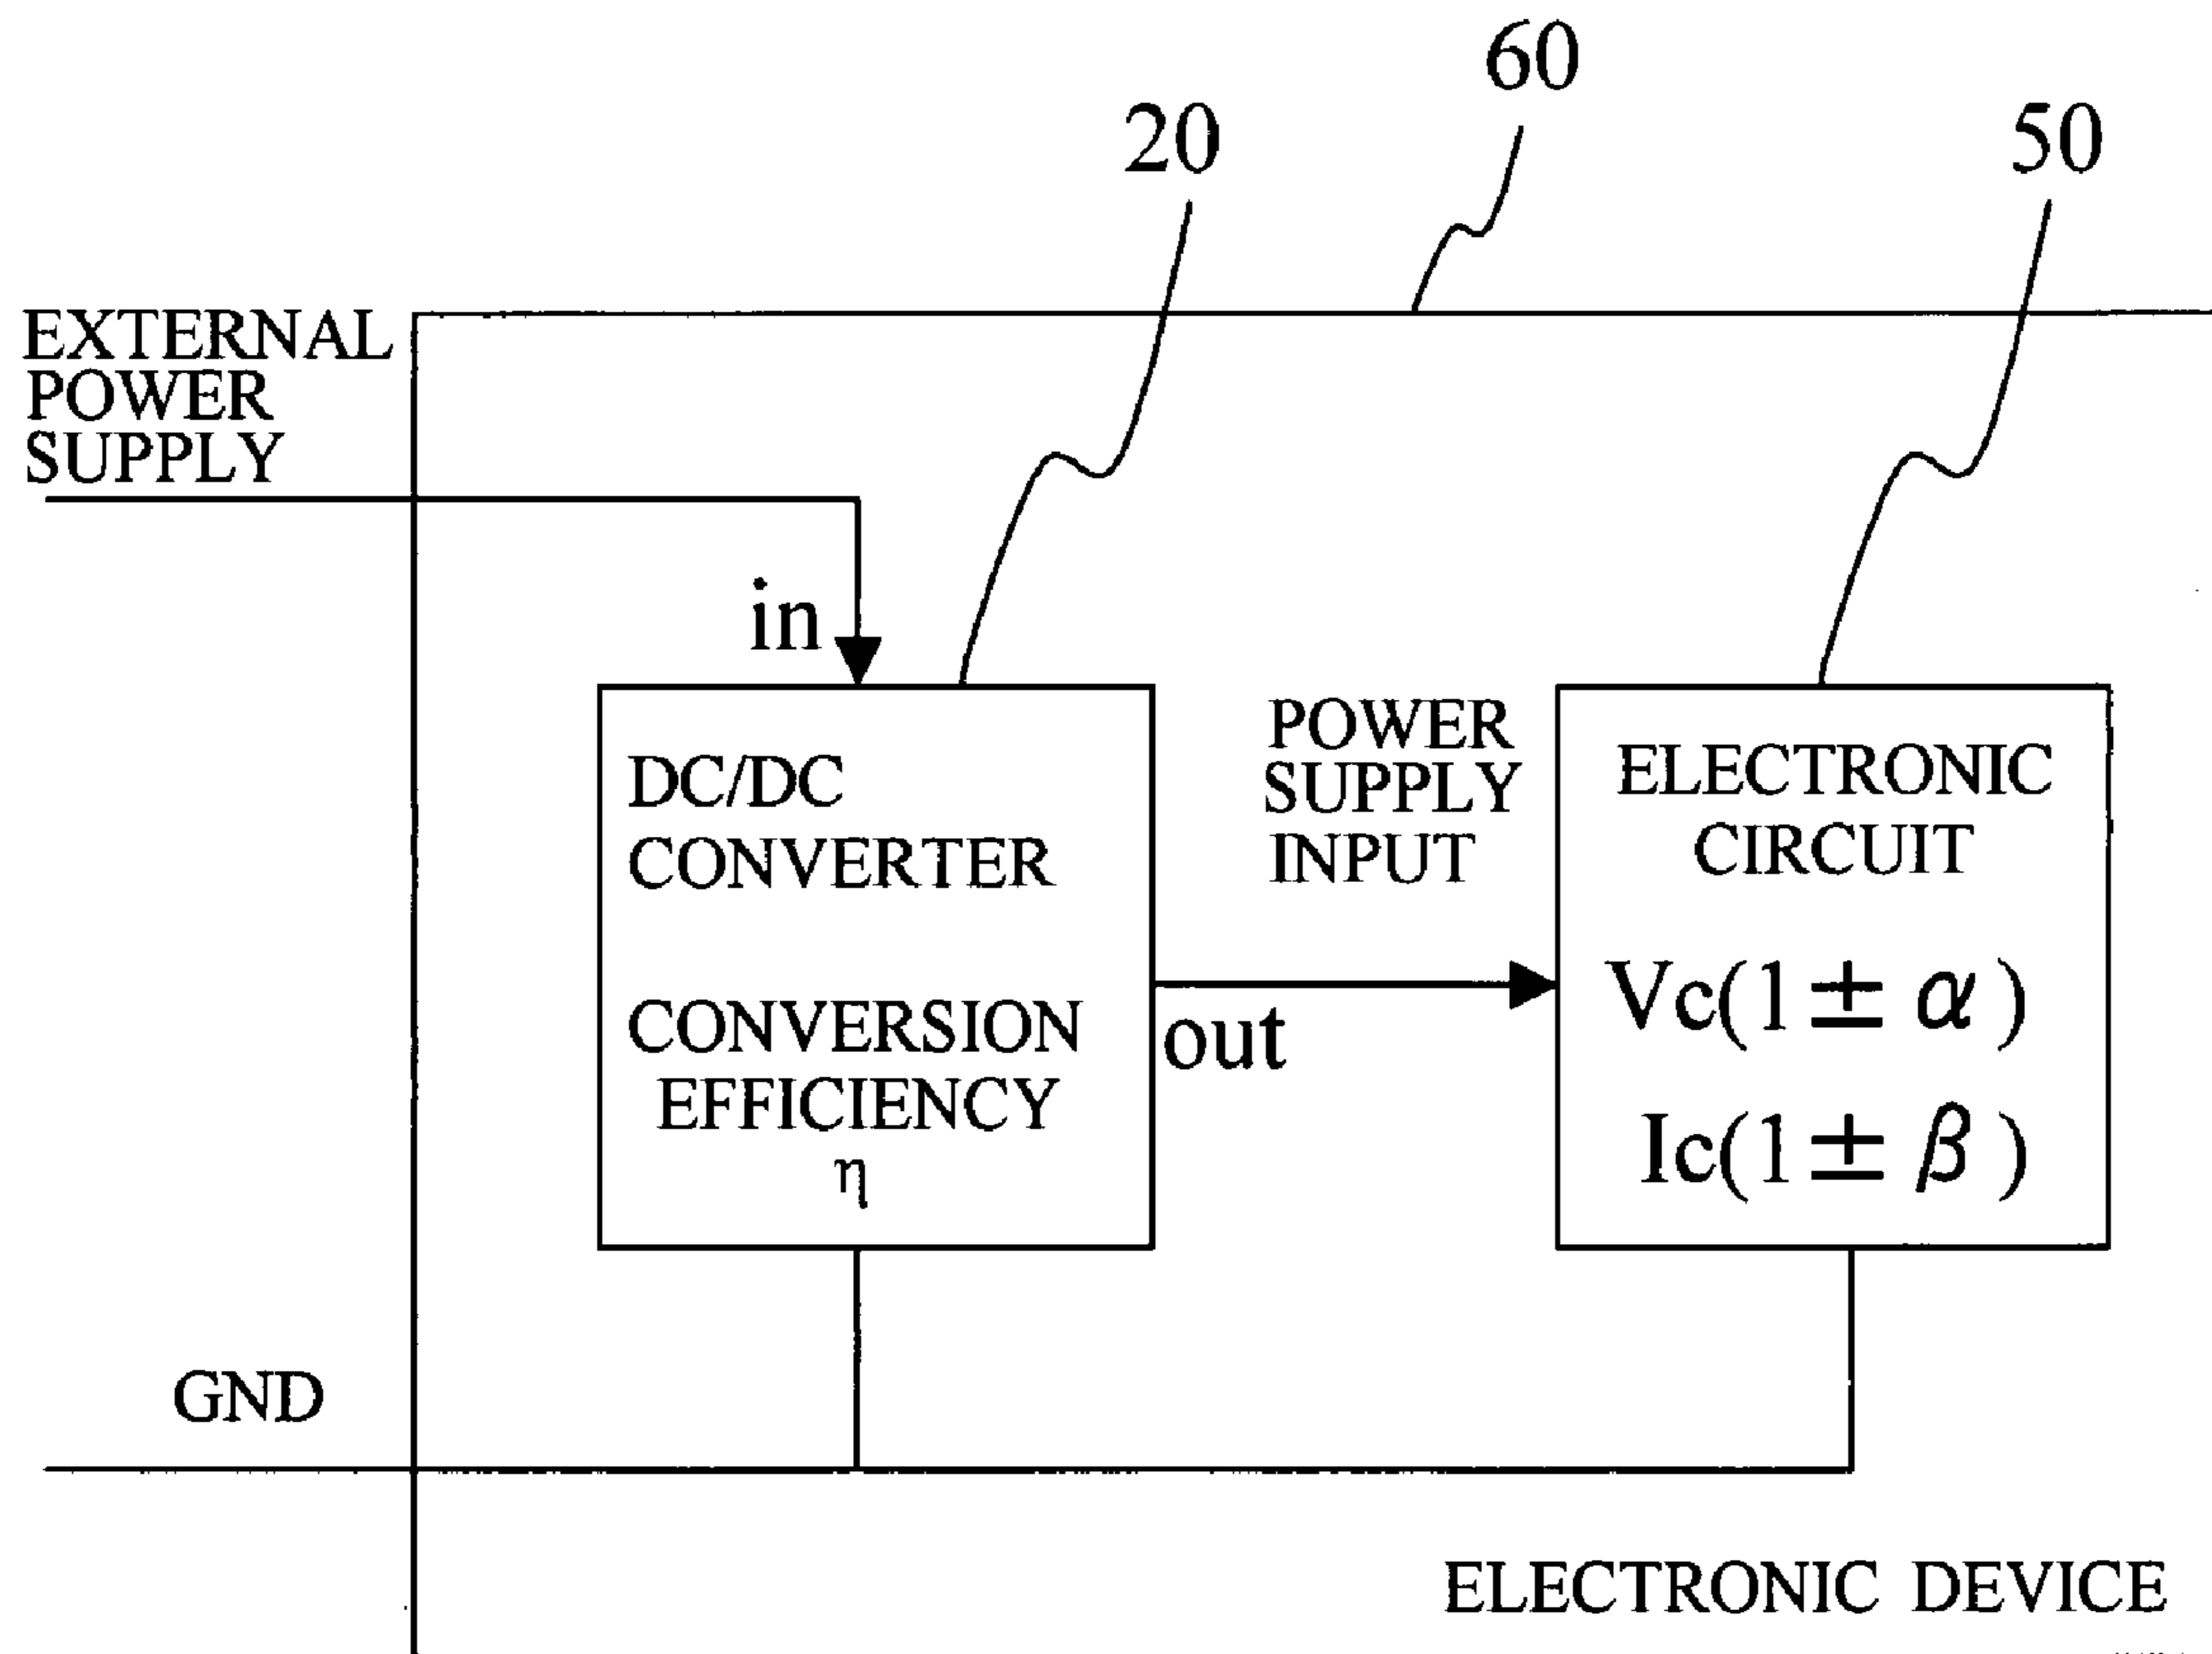 60
20
50
EXTERNAL
POWER
SUPPLY
in
DC/DC
CONVERTER
CONVERSION
EFFICIENCY
η
POWER
SUPPLY
INPUT
out
ELECTRONIC
CIRCUIT
Vc(1 ± α)
Ic(1 ± β)
GND
ELECTRONIC DEVICE